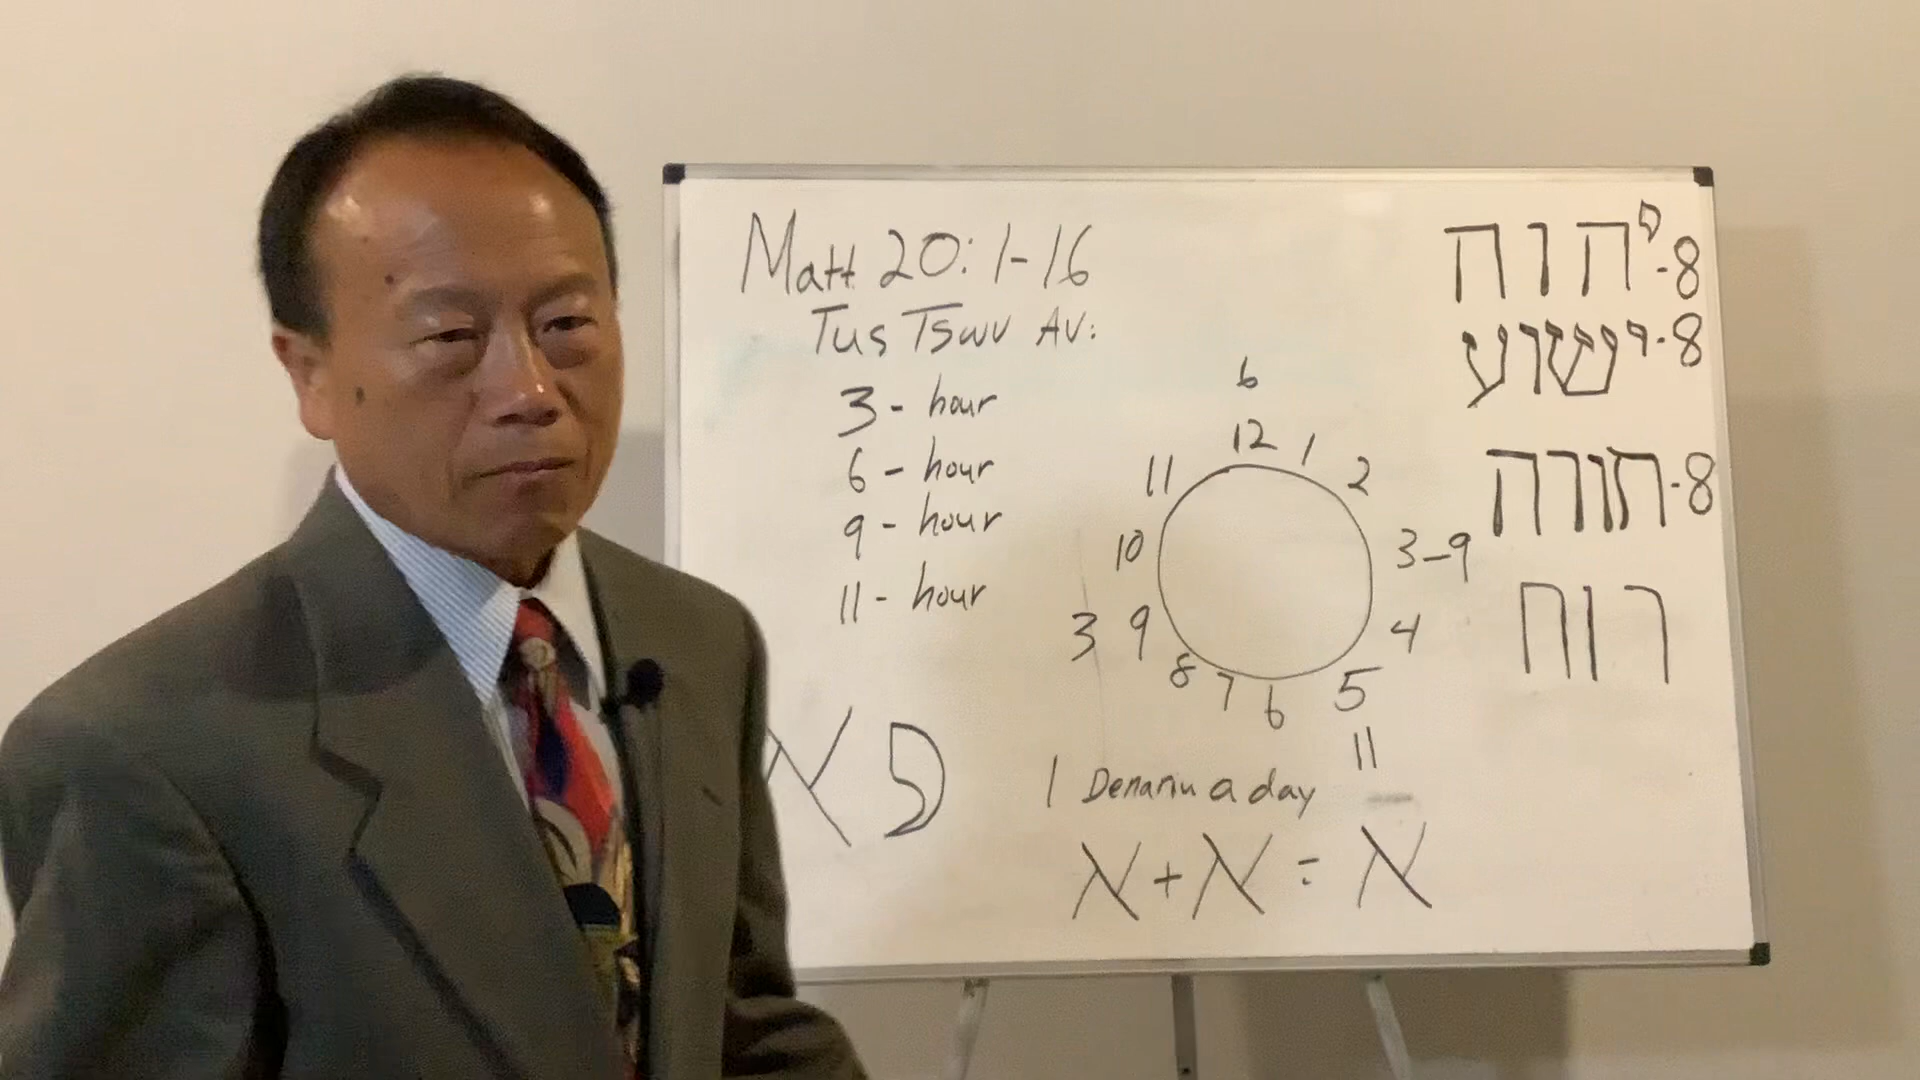 Matt 20:1-16
Tus Tswv Av:
3 - hour
6 - hour
9 - hour
11 - hour
6
12
1
2
3-9
4
5
11
6
7
8
9
3
10
11
1 Denariu a day
א + א = א
א פ
יהוה-8
ישוע-8
תורה-8
רוח